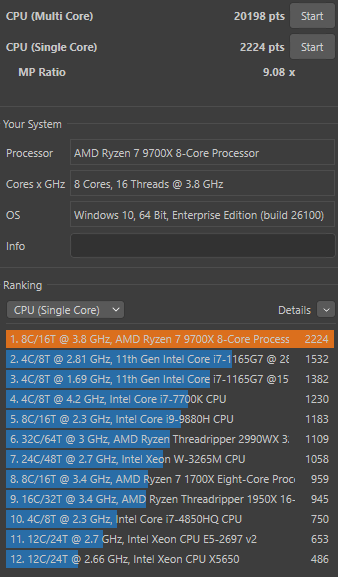 CPU (Multi Core) 20198 pts Start
CPU (Single Core) 2224 pts Start
MP Ratio 9.08 x
Your System
Processor AMD Ryzen 7 9700X 8-Core Processor
Cores x GHz 8 Cores, 16 Threads @ 3.8 GHz
OS Windows 10, 64 Bit, Enterprise Edition (build 26100)
Info
Ranking
CPU (Single Core) Details
1. 8C/16T @ 3.8 GHz, AMD Ryzen 7 9700X 8-Core Process 2224
2. 4C/8T @ 2.81 GHz, 11th Gen Intel Core i7-1165G7 @ 28 1532
3. 4C/8T @ 1.69 GHz, 11th Gen Intel Core i7-1165G7 @15 1382
4. 4C/8T @ 4.2 GHz, Intel Core i7-7700K CPU 1230
5. 8C/16T @ 2.3 GHz, Intel Core i9-9880H CPU 1183
6. 32C/64T @ 3 GHz, AMD Ryzen Threadripper 2990WX 32 1109
7. 24C/48T @ 2.7 GHz, Intel Xeon W-3265M CPU 1058
8. 8C/16T @ 3.4 GHz, AMD Ryzen 7 1700X Eight-Core Proc 959
9. 16C/32T @ 3.4 GHz, AMD Ryzen Threadripper 1950X 16- 945
10. 4C/8T @ 2.3 GHz, Intel Core i7-4850HQ CPU 750
11. 12C/24T @ 2.7 GHz, Intel Xeon CPU E5-2697 v2 653
12. 12C/24T @ 2.66 GHz, Intel Xeon CPU X5650 486